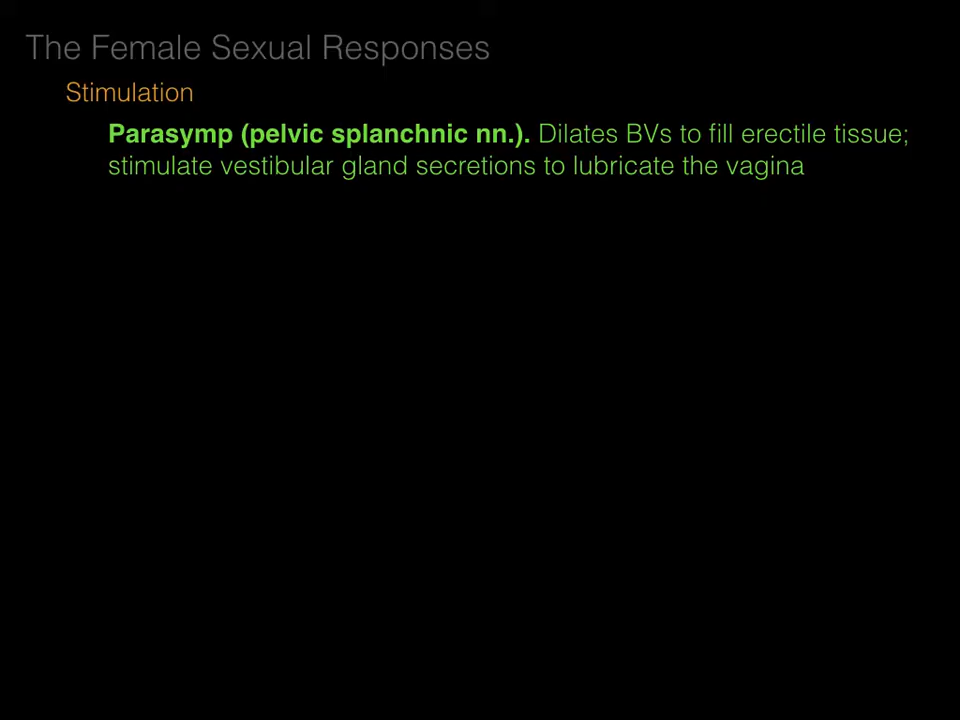 The Female Sexual Responses
Stimulation
Parasymp (pelvic splanchnic nn.). Dilates BVs to fill erectile tissue;
stimulate vestibular gland secretions to lubricate the vagina